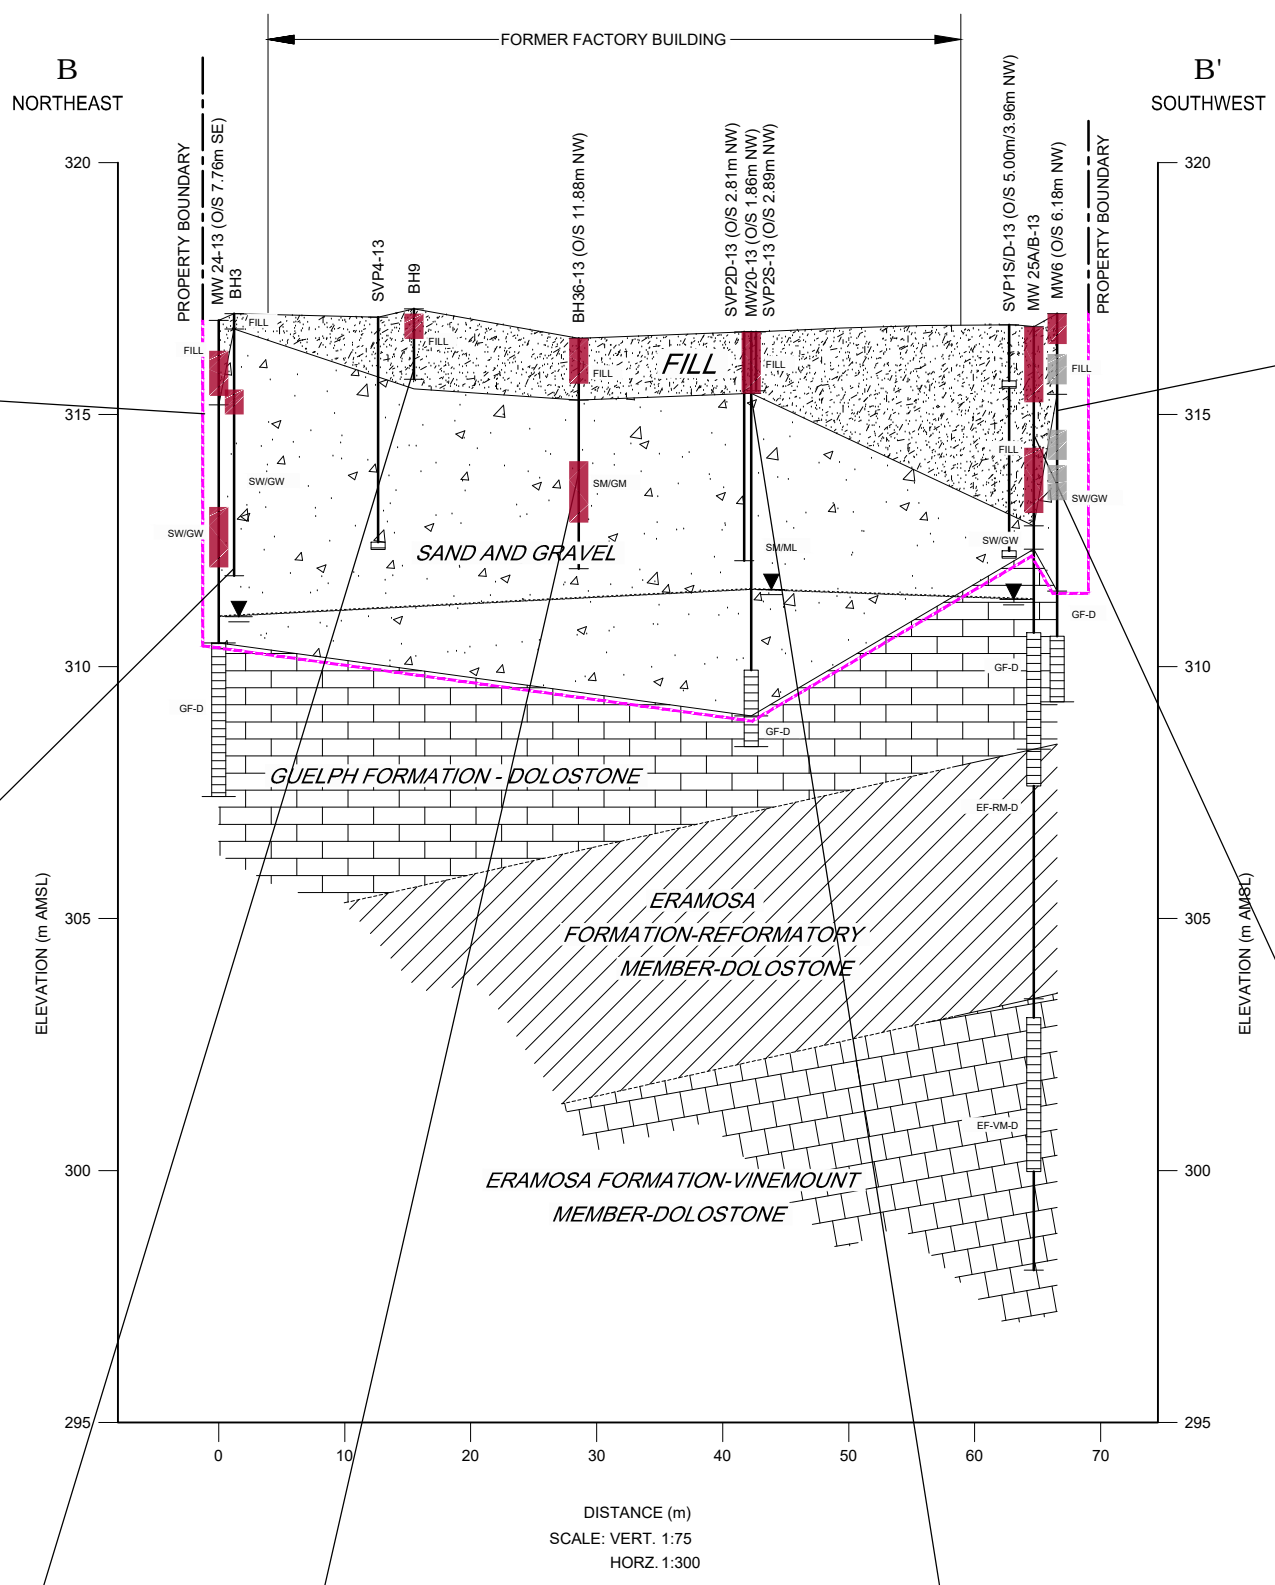 FORMER FACTORY BUILDING
B
NORTHEAST
B'
SOUTHWEST
PROPERTY BOUNDARY
MW 24-13 (O/S 7.76m SE)
BH3
SVP4-13
BH9
BH36-13 (O/S 11.88m NW)
SVP2D-13 (O/S 2.81m NW)
MW20-13 (O/S 1.86m NW)
SVP2S-13 (O/S 2.89m NW)
SVP1S/D-13 (O/S 5.00m/3.96m NW)
MW 25A/B-13
MW6 (O/S 6.18m NW)
PROPERTY BOUNDARY
320
320
FILL
FILL
FILL
FILL
FILL
FILL
FILL
FILL
315
315
SW/GW
SM/GM
SW/GW
SW/GW
SAND AND GRAVEL
SM/ML
SW/GW
GF-D
310
310
GF-D
GF-D
GF-D
GUELPH FORMATION - DOLOSTONE
EF-RM-D
ERAMOSA
FORMATION-REFORMATORY
MEMBER-DOLOSTONE
305
305
ELEVATION (m AMSL)
ELEVATION (m AMSL)
EF-VM-D
300
300
ERAMOSA FORMATION-VINEMOUNT
MEMBER-DOLOSTONE
295
295
0 10 20 30 40 50 60 70
DISTANCE (m)
SCALE: VERT. 1:75
HORZ. 1:300